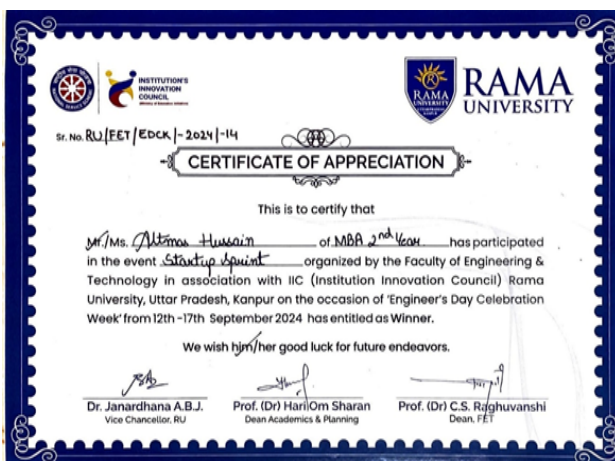 INSTITUTION'S
INNOVATION
COUNCIL
RAMA
UNIVERSITY
RAMA
UNIVERSITY
Sr. No. RU/FET/EDCK/-2024/-14
CERTIFICATE OF APPRECIATION
This is to certify that
Mr./Ms. Altmas Hussain of MBA 2nd Year has participated
in the event Startup Sprint organized by the Faculty of Engineering &
Technology in association with IIC (Institution Innovation Council) Rama
University, Uttar Pradesh, Kanpur on the occasion of 'Engineer's Day Celebration
Week' from 12th -17th September 2024 has entitled as Winner.
We wish him/her good luck for future endeavors.
Dr. Janardhana A.B.J. Prof. (Dr) Hari Om Sharan Prof. (Dr) C.S. Raghuvanshi
Vice Chancellor, RU Dean Academics & Planning Dean, FET